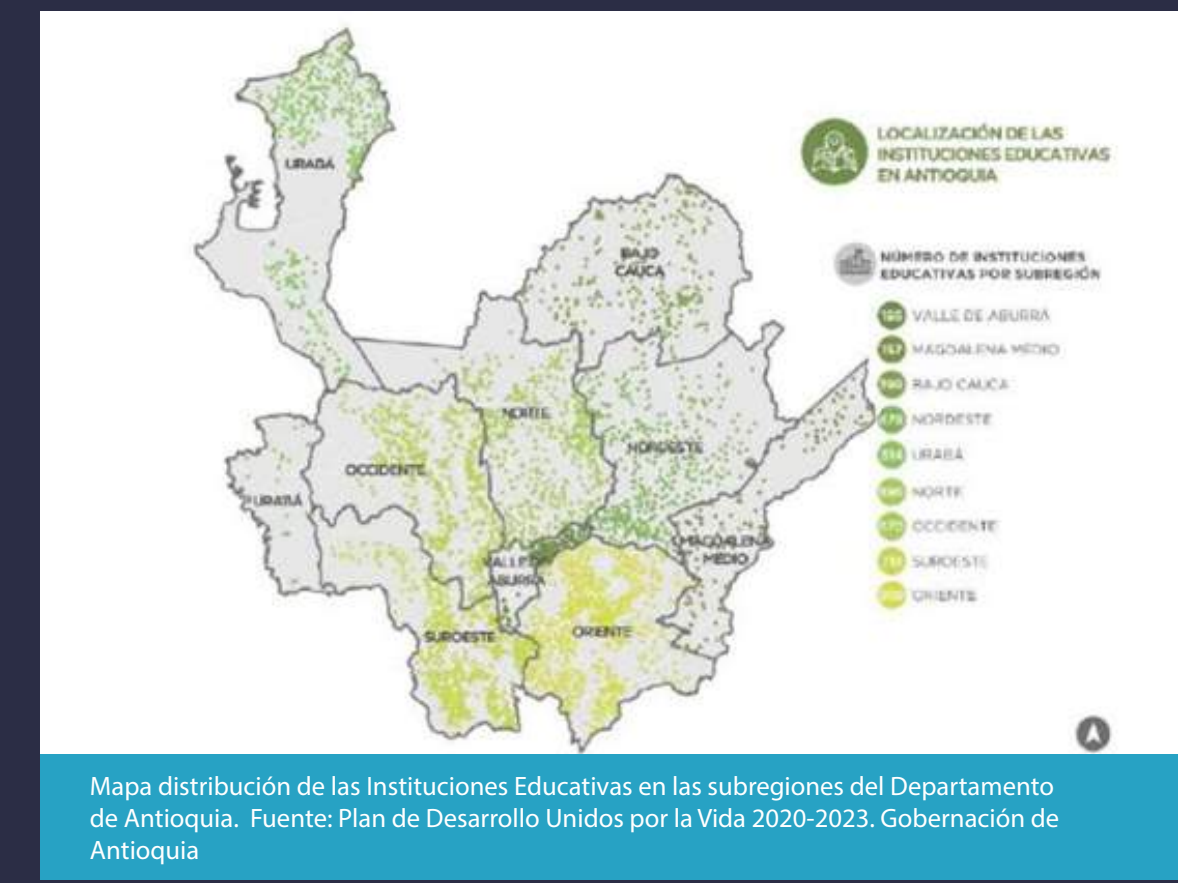 LOCALIZACIÓN DE LAS
INSTITUCIONES EDUCATIVAS
EN ANTIOQUIA
URABÁ
BAJO
CAUCA
NÚMERO DE INSTITUCIONES
EDUCATIVAS POR SUBREGIÓN
VALLE DE ABURRÁ
MAGDALENA MEDIO
BAJO CAUCA
NORDESTE
URABÁ
NORTE
OCCIDENTE
SUROESTE
ORIENTE
NORTE
NORDESTE
OCCIDENTE
URABÁ
MAGDALENA
MEDIO
VALLE DE
ABURRÁ
SUROESTE
ORIENTE
Mapa distribución de las Instituciones Educativas en las subregiones del Departamento
de Antioquia. Fuente: Plan de Desarrollo Unidos por la Vida 2020-2023. Gobernación de
Antioquia